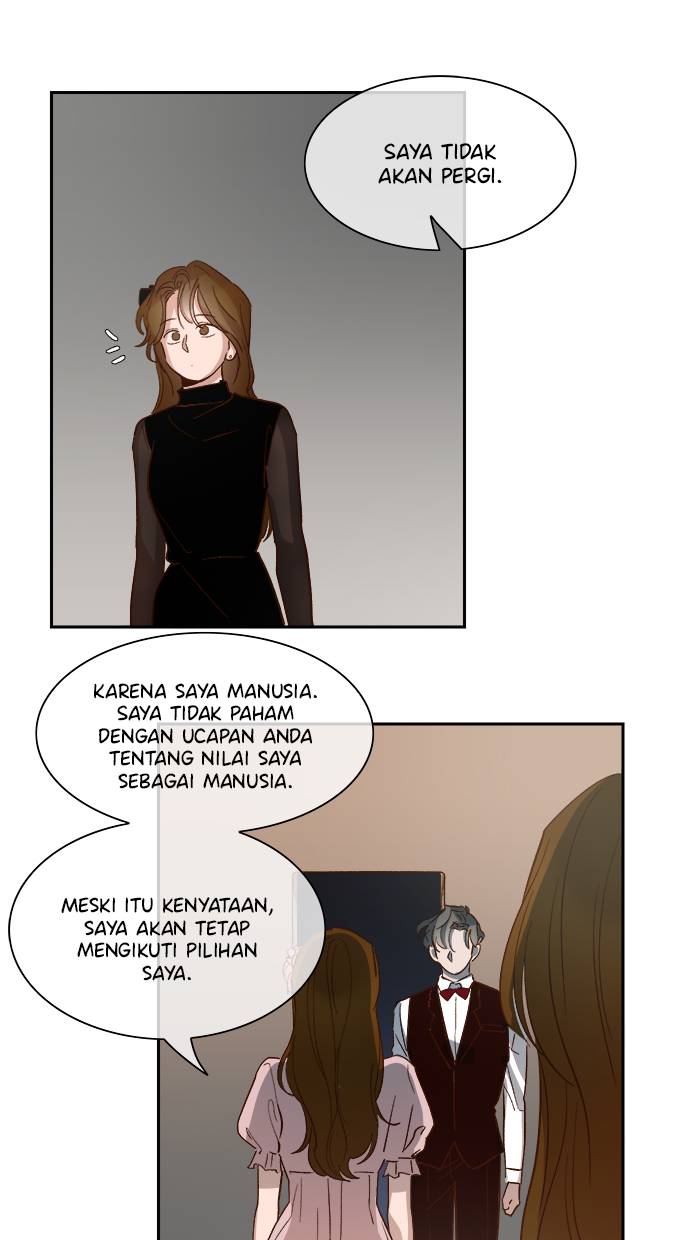 SAYA TIDAK
AKAN PERGI.
KARENA SAYA MANUSIA.
SAYA TIDAK PAHAM
DENGAN UCAPAN ANDA
TENTANG NILAI SAYA
SEBAGAI MANUSIA.
MESKI ITU KENYATAAN,
SAYA AKAN TETAP
MENGIKUTI PILIHAN
SAYA.